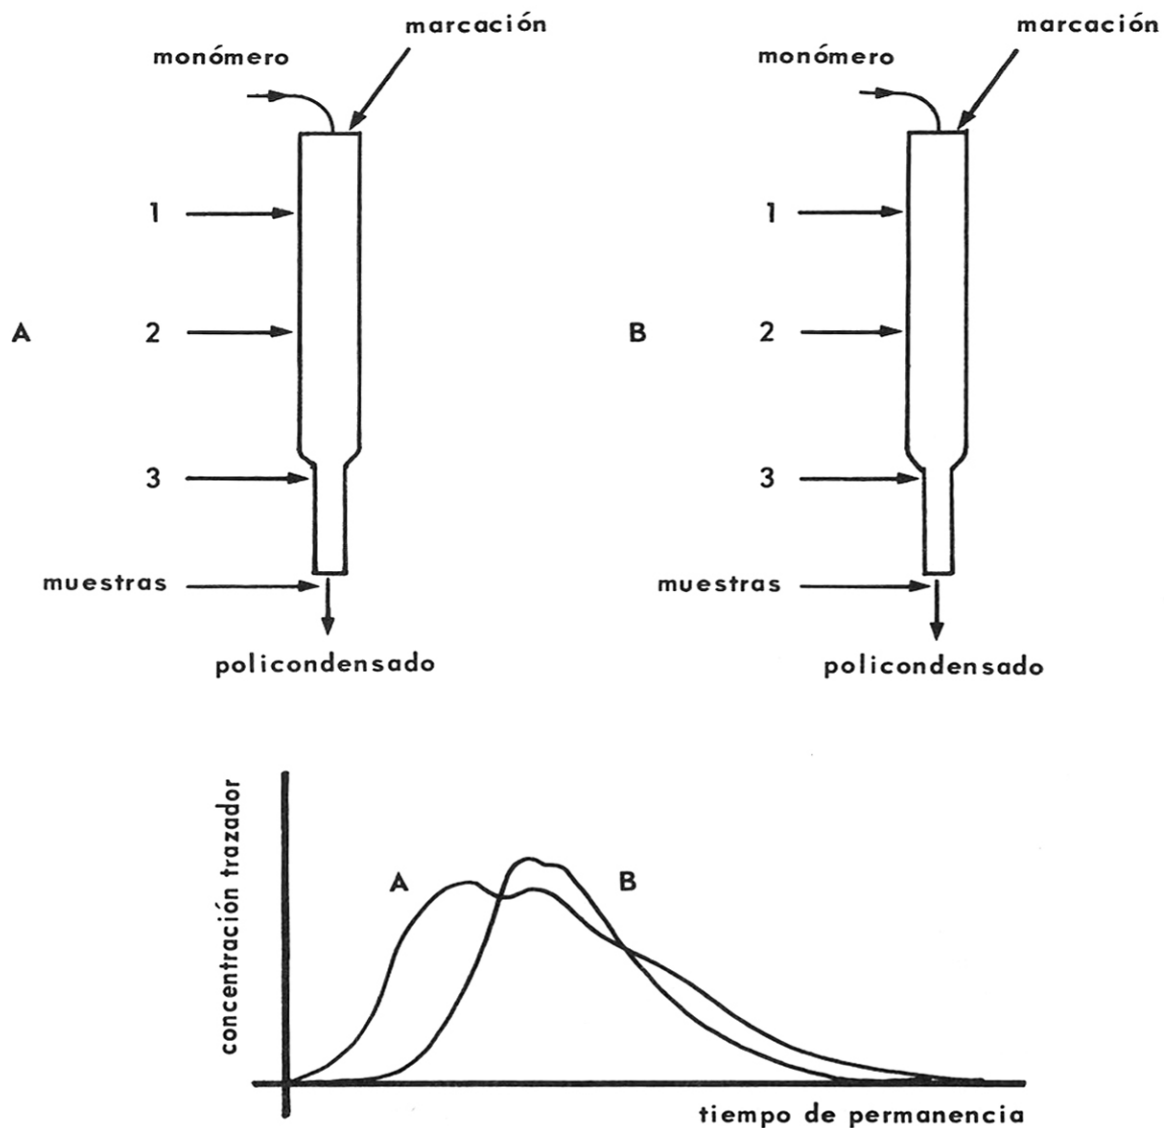 marcación
monómero
1
2
A
3
muestras
policondensado
marcación
monómero
1
2
B
3
muestras
policondensado
concentración trazador
A
B
tiempo de permanencia